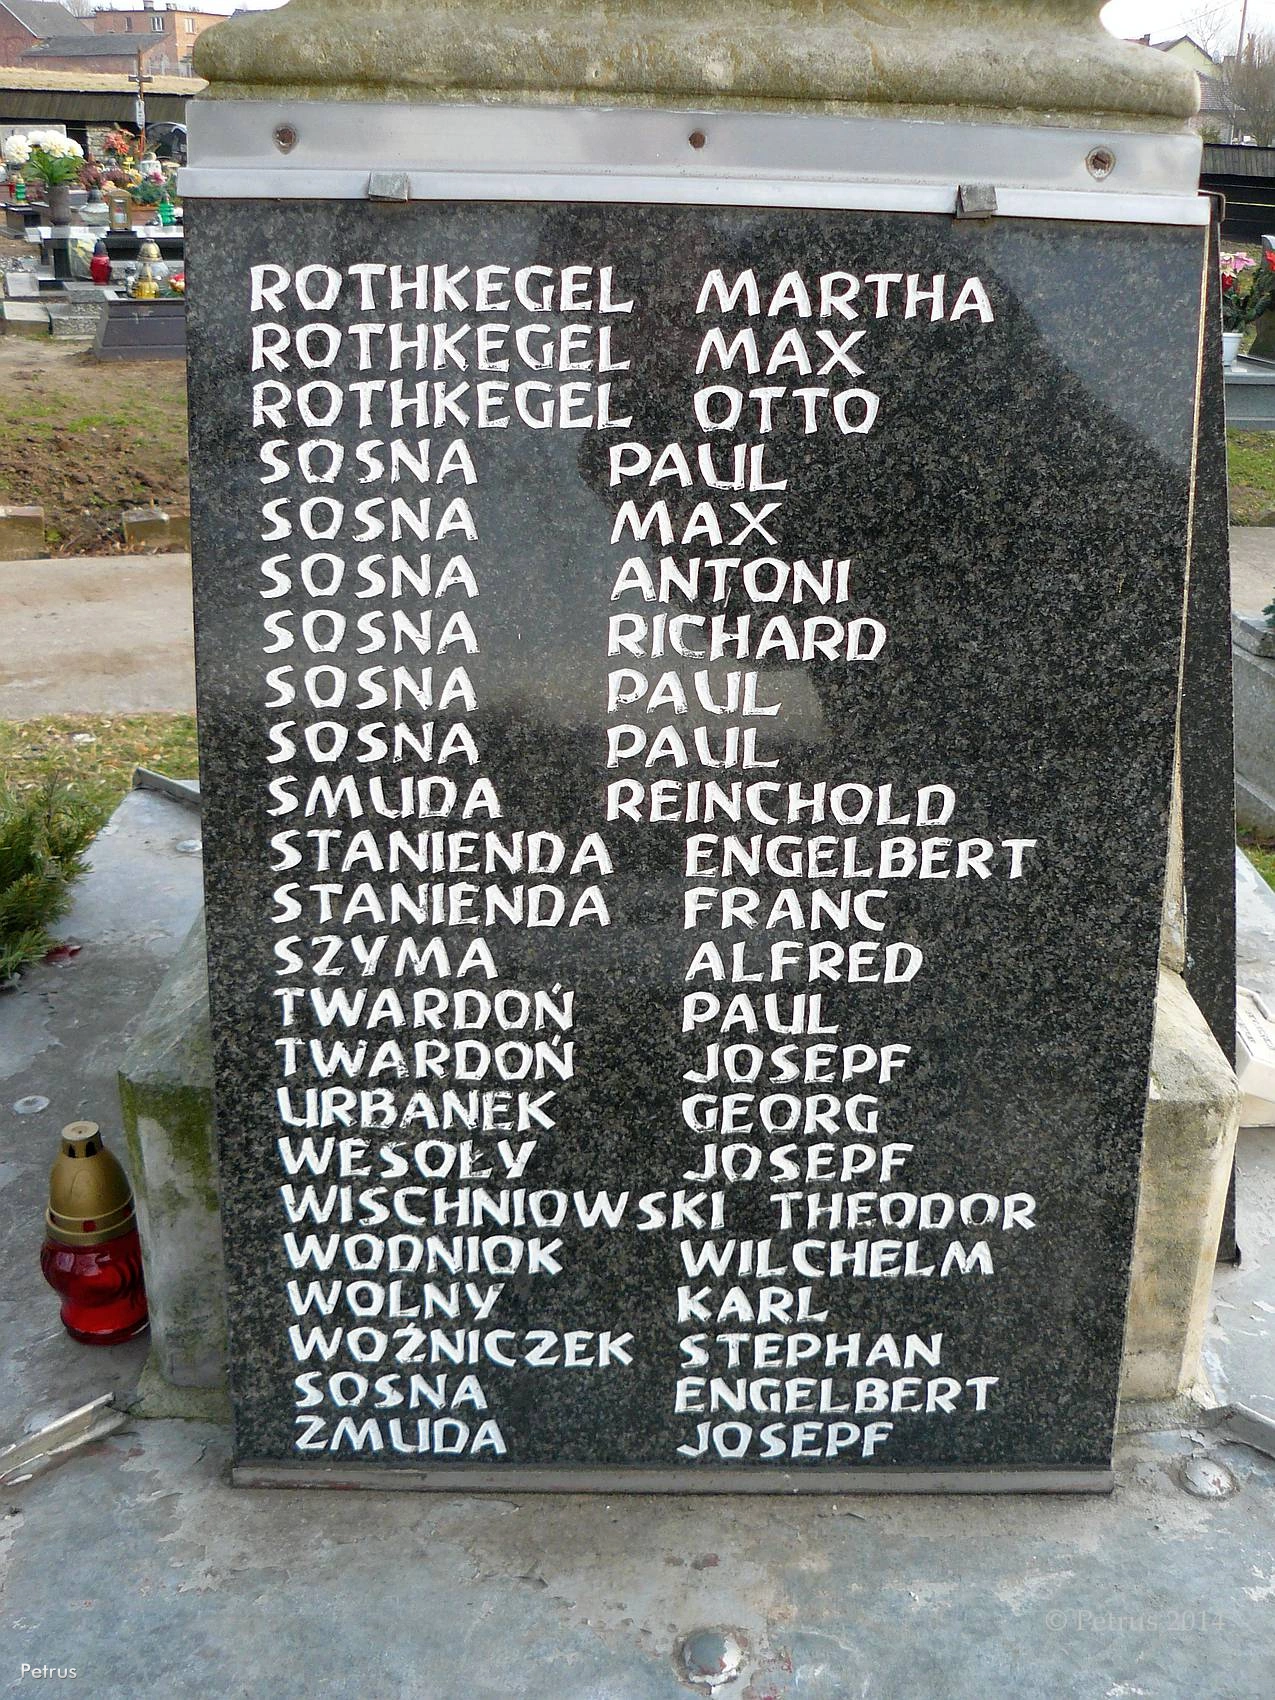 ROTHKEGEL MARTHA
ROTHKEGEL MAX
ROTHKEGEL OTTO
SOSNA PAUL
SOSNA MAX
SOSNA ANTONI
SOSNA RICHARD
SOSNA PAUL
SOSNA PAUL
SMUDA REINCHOLD
STANIENDA ENGELBERT
STANIENDA FRANC
SZYMA ALFRED
TWARDOŃ PAUL
TWARDOŃ JOSEPF
URBANEK GEORG
WESOŁY JOSEPF
WISCHNIOWSKI THEODOR
WODNIOK WILCHELM
WOLNY KARL
WOŹNICZEK STEPHAN
SOSNA ENGELBERT
ZMUDA JOSEPF
© Petrus 2014
Petrus